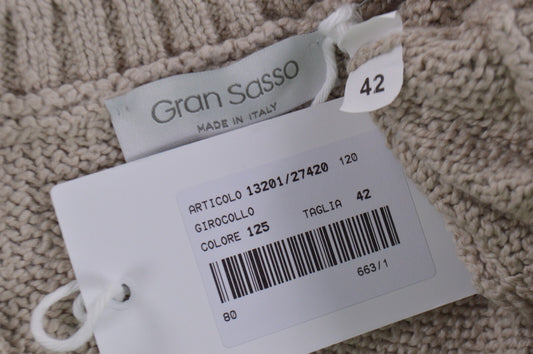 Gran Sasso
MADE IN ITALY
42
ARTICOLO 13201/27420 120
GIROCOLLO
COLORE 125 TAGLIA 42
663/1
80